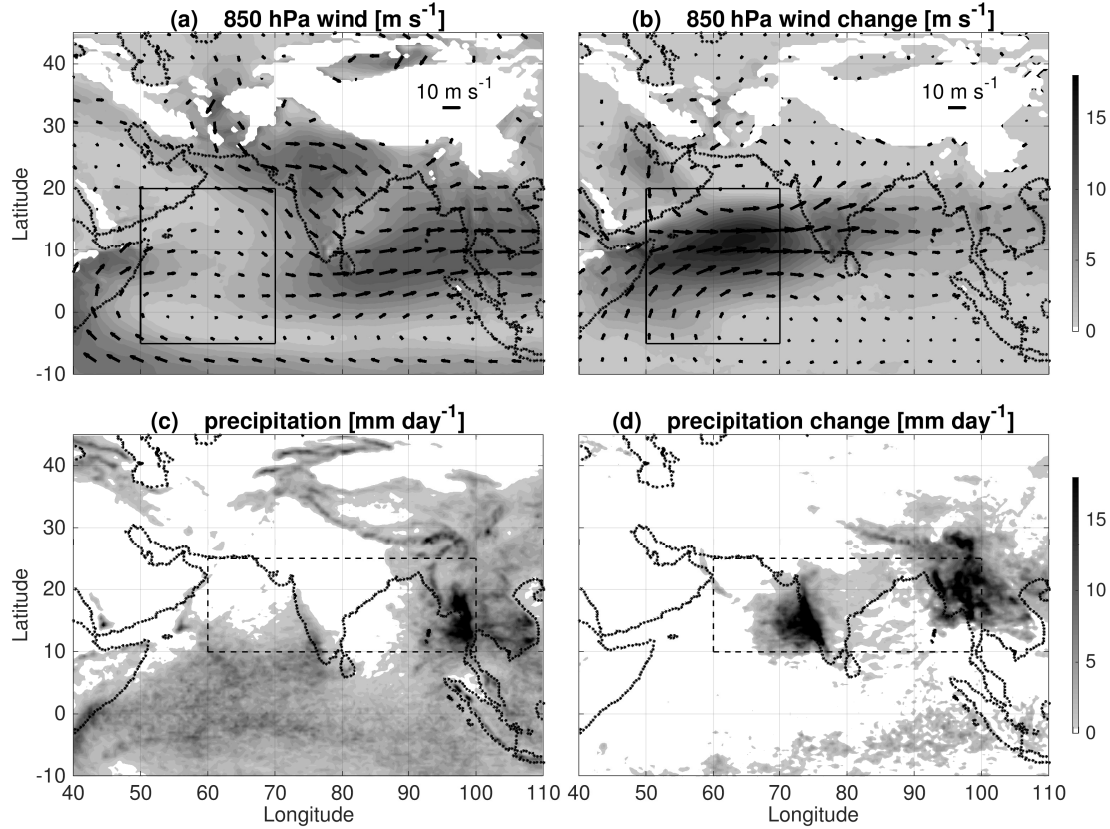 (a) 850 hPa wind [m s⁻¹]
(b) 850 hPa wind change [m s⁻¹]
40
30
20
10
0
-10
Latitude
10 m s⁻¹
10 m s⁻¹
15
10
5
0
(c) precipitation [mm day⁻¹]
(d) precipitation change [mm day⁻¹]
40
30
20
10
0
-10
Latitude
40 50 60 70 80 90 100 110
Longitude
40 50 60 70 80 90 100 110
Longitude
15
10
5
0